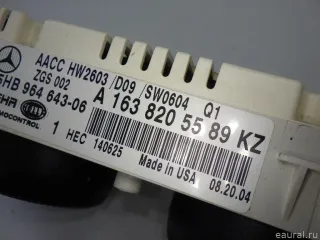 AACC HW2603 /D09 /SW0604 Q1
ZGS 002
5HB 964 643-06
A 163 820 55 89 KZ
HELLA
1 HEC 140625
Made in USA
08.20.04
eaural.ru